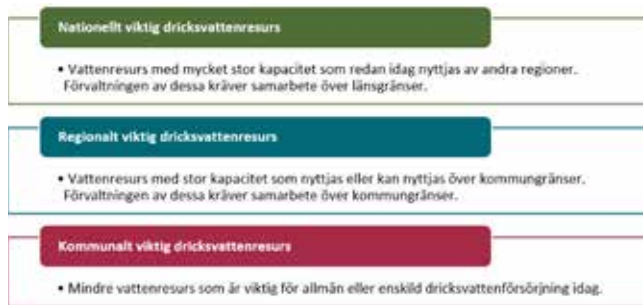 Nationellt viktig dricksvattenresurs
• Vattenresurs med mycket stor kapacitet som redan idag nyttjas av andra regioner.
Förvaltningen av dessa kräver samarbete över länsgränser.
Regionalt viktig dricksvattenresurs
• Vattenresurs med stor kapacitet som nyttjas eller kan nyttjas över kommungränser.
Förvaltningen av dessa kräver samarbete över kommungränser.
Kommunalt viktig dricksvattenresurs
• Mindre vattenresurs som är viktig för allmän eller enskild dricksvattenförsörjning idag.